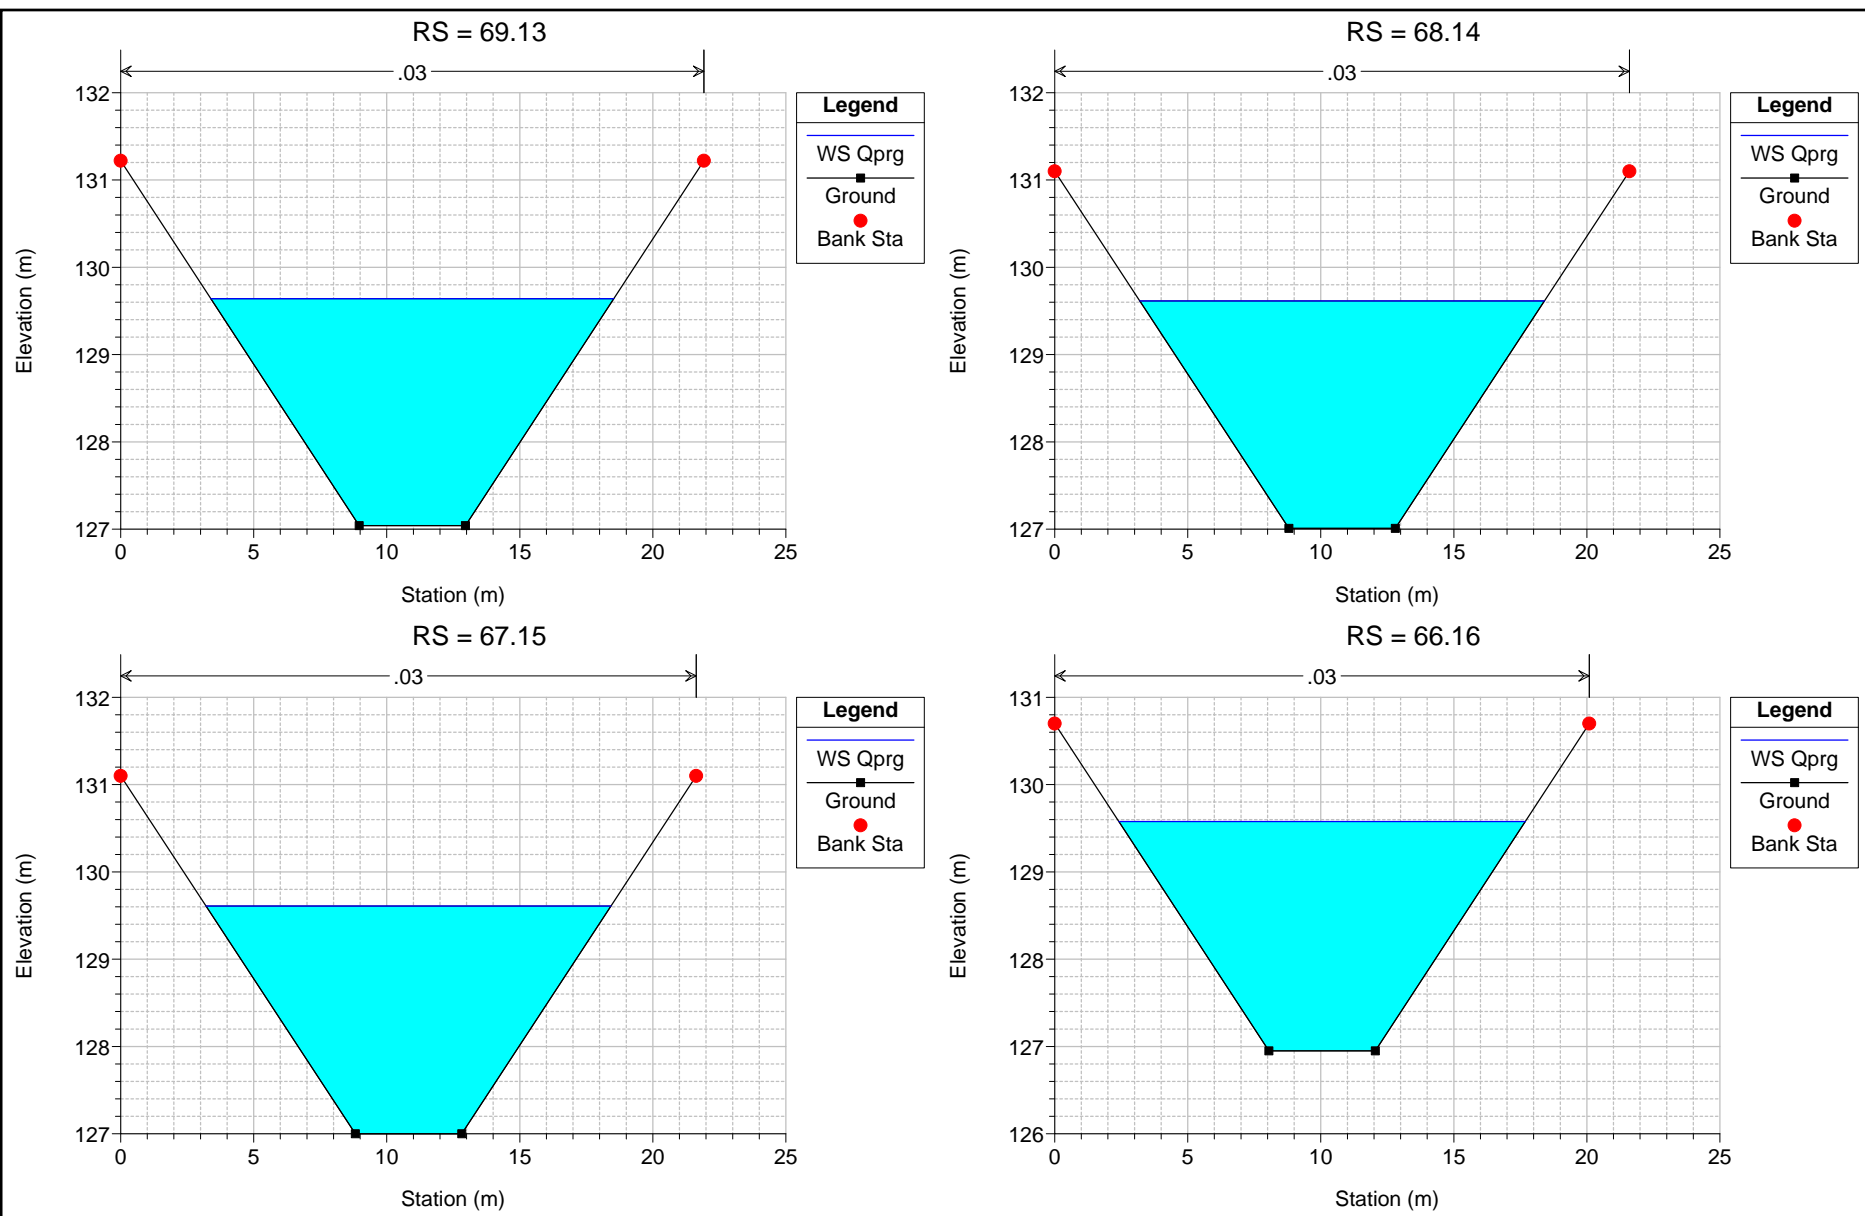 RS = 69.13
.03
132
131
130
129
128
127
0 5 10 15 20 25
Elevation (m)
Station (m)
Legend
WS Qprg
Ground
Bank Sta
RS = 68.14
.03
132
131
130
129
128
127
0 5 10 15 20 25
Elevation (m)
Station (m)
Legend
WS Qprg
Ground
Bank Sta
RS = 67.15
.03
132
131
130
129
128
127
0 5 10 15 20 25
Elevation (m)
Station (m)
Legend
WS Qprg
Ground
Bank Sta
RS = 66.16
.03
131
130
129
128
127
126
0 5 10 15 20 25
Elevation (m)
Station (m)
Legend
WS Qprg
Ground
Bank Sta